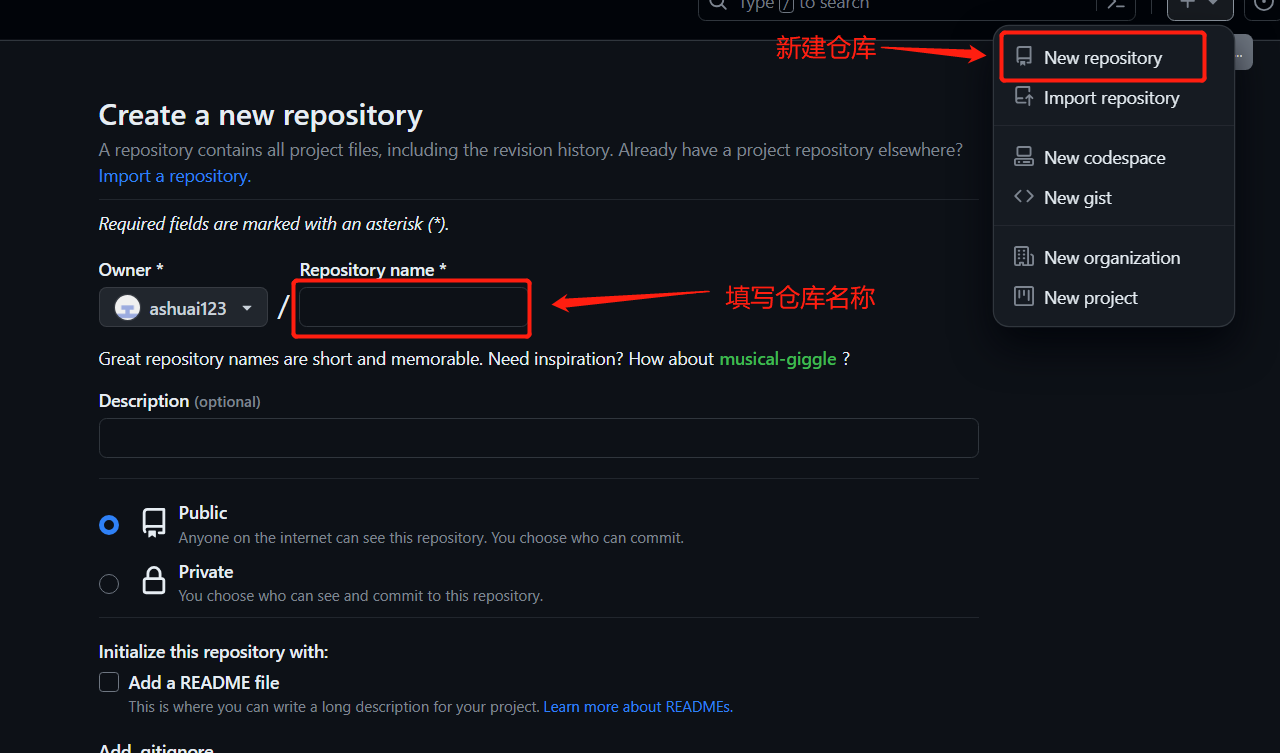 Type / to search
新建仓库
New repository
Import repository
New codespace
New gist
New organization
New project
Create a new repository
A repository contains all project files, including the revision history. Already have a project repository elsewhere?
Import a repository.
Required fields are marked with an asterisk (*).
Owner * Repository name *
ashuai123 / 填写仓库名称
Great repository names are short and memorable. Need inspiration? How about musical-giggle ?
Description (optional)
Public
Anyone on the internet can see this repository. You choose who can commit.
Private
You choose who can see and commit to this repository.
Initialize this repository with:
Add a README file
This is where you can write a long description for your project. Learn more about READMEs.
Add .gitignore